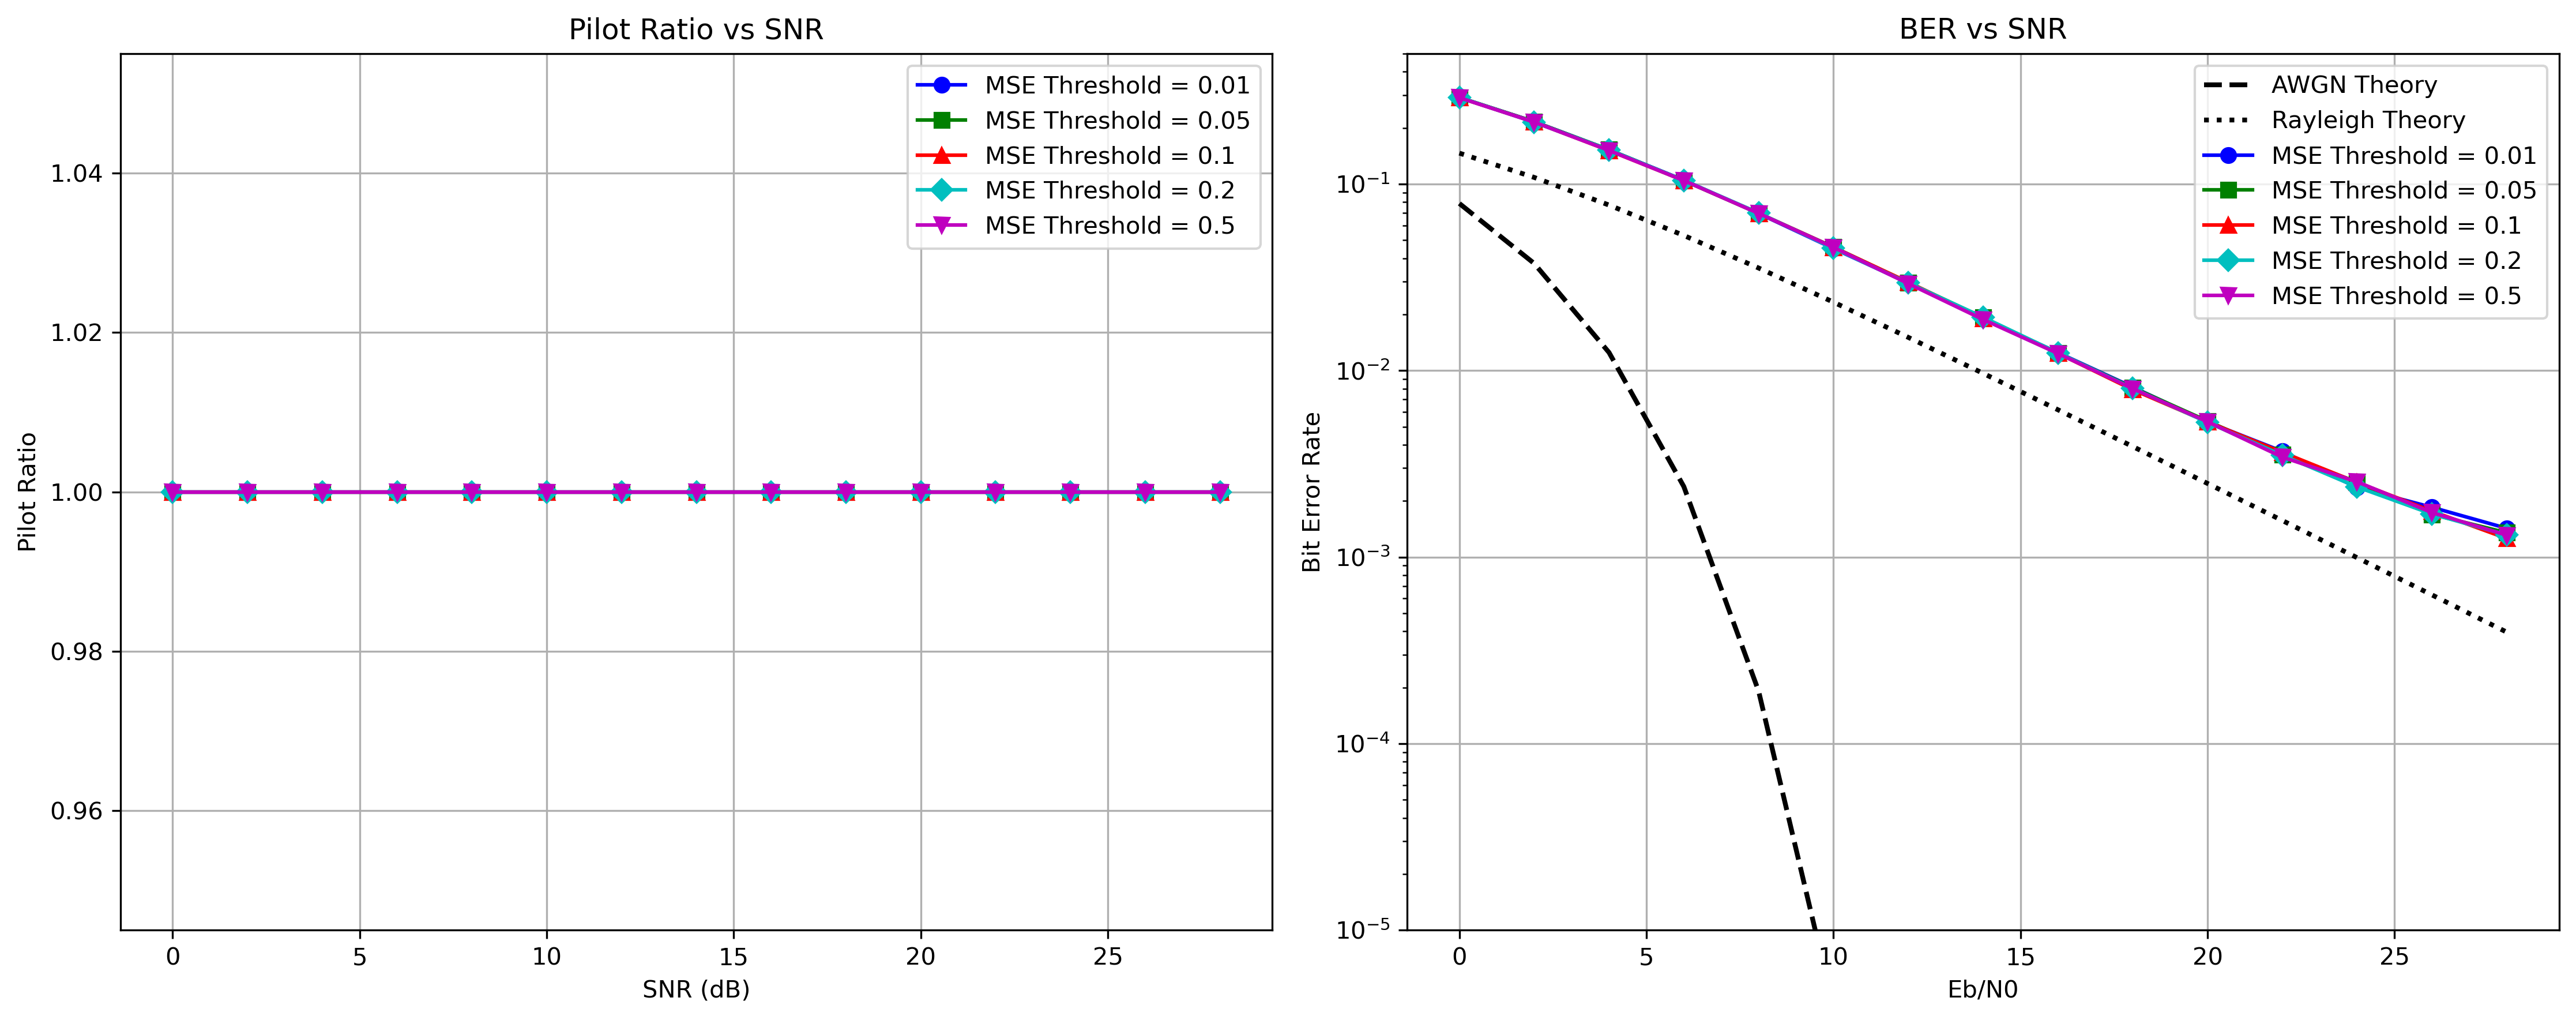 Pilot Ratio vs SNR
MSE Threshold = 0.01
MSE Threshold = 0.05
MSE Threshold = 0.1
MSE Threshold = 0.2
MSE Threshold = 0.5
1.04
1.02
1.00
0.98
0.96
Pilot Ratio
0 5 10 15 20 25
SNR (dB)
BER vs SNR
AWGN Theory
Rayleigh Theory
MSE Threshold = 0.01
MSE Threshold = 0.05
MSE Threshold = 0.1
MSE Threshold = 0.2
MSE Threshold = 0.5
10⁻¹
10⁻²
10⁻³
10⁻⁴
10⁻⁵
Bit Error Rate
0 5 10 15 20 25
Eb/N0